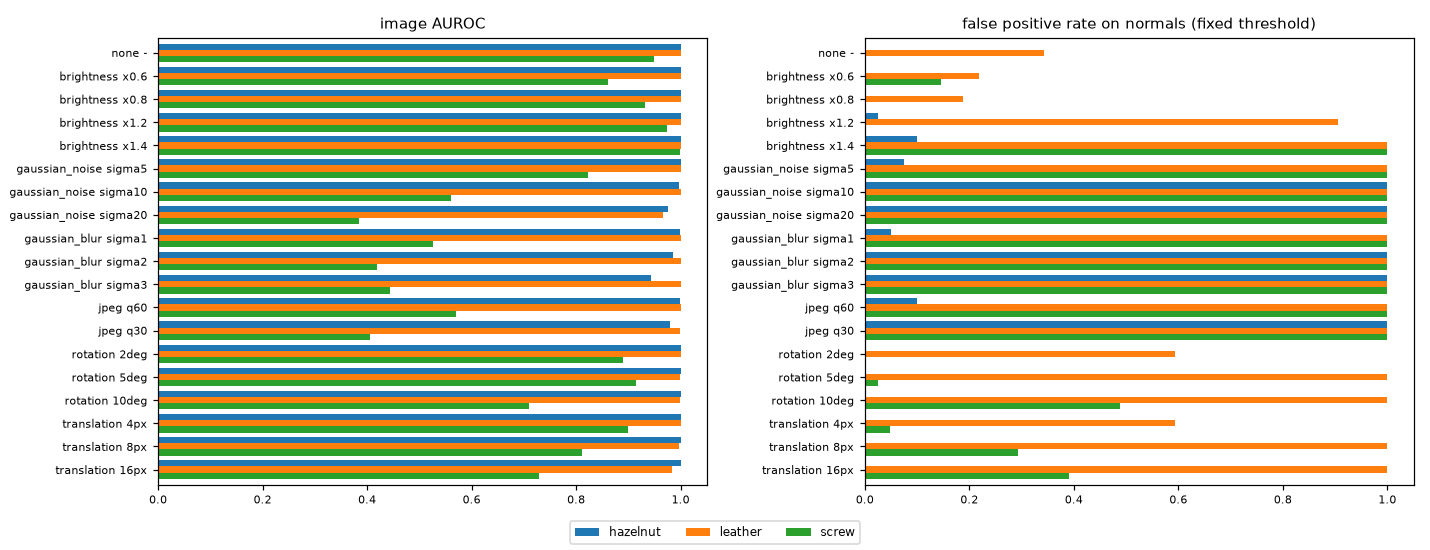 image AUROC
none -
brightness x0.6
brightness x0.8
brightness x1.2
brightness x1.4
gaussian_noise sigma5
gaussian_noise sigma10
gaussian_noise sigma20
gaussian_blur sigma1
gaussian_blur sigma2
gaussian_blur sigma3
jpeg q60
jpeg q30
rotation 2deg
rotation 5deg
rotation 10deg
translation 4px
translation 8px
translation 16px
0.0 0.2 0.4 0.6 0.8 1.0
false positive rate on normals (fixed threshold)
none -
brightness x0.6
brightness x0.8
brightness x1.2
brightness x1.4
gaussian_noise sigma5
gaussian_noise sigma10
gaussian_noise sigma20
gaussian_blur sigma1
gaussian_blur sigma2
gaussian_blur sigma3
jpeg q60
jpeg q30
rotation 2deg
rotation 5deg
rotation 10deg
translation 4px
translation 8px
translation 16px
0.0 0.2 0.4 0.6 0.8 1.0
hazelnut leather screw